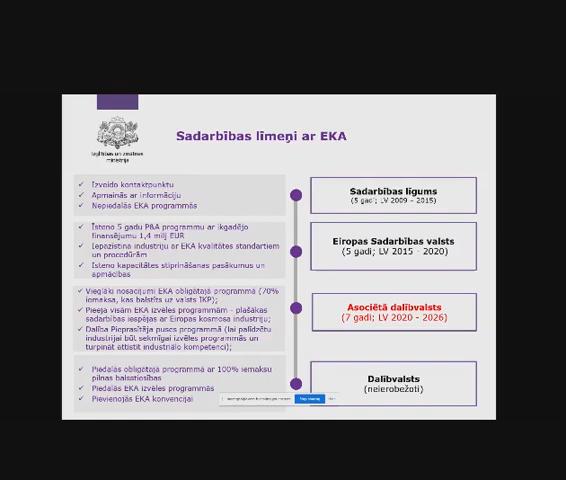 Sadarbības līmeņi ar EKA
Izglītības un zinātnes
ministrija
Izveido kontaktpunktu
Apmainās ar informāciju
Nepiedalās EKA programmās
Sadarbības līgums
(5 gadi; LV 2009 – 2015)
Īsteno 5 gadu P&A programmu ar ikgadējo
finansējumu 1,4 milj EUR
Iepazīstina industriju ar EKA kvalitātes standartiem
un procedūrām
Īsteno kapacitātes stiprināšanas pasākumus un
apmācības
Eiropas Sadarbības valsts
(5 gadi; LV 2015 - 2020)
Vieglāki nosacījumi EKA obligātajā programmā (70%
iemaksa, kas balstīts uz valsts IKP);
Pieeja visām EKA izvēles programmām - plašākas
sadarbības iespējas ar Eiropas kosmosa industriju;
Dalība Pieprasītāja puses programmā (lai palīdzētu
industrijai būt sekmīgai izvēles programmās un
turpināt attīstīt industriālo kompetenci);
Asociētā dalībvalsts
(7 gadi; LV 2020 – 2026)
Piedalās obligātajā programmā ar 100% iemaksu
pilnas balsstiesības
Piedalās EKA izvēles programmās
Pievienojās EKA konvencijai
Dalībvalsts
(neierobežoti)
Stop sharing